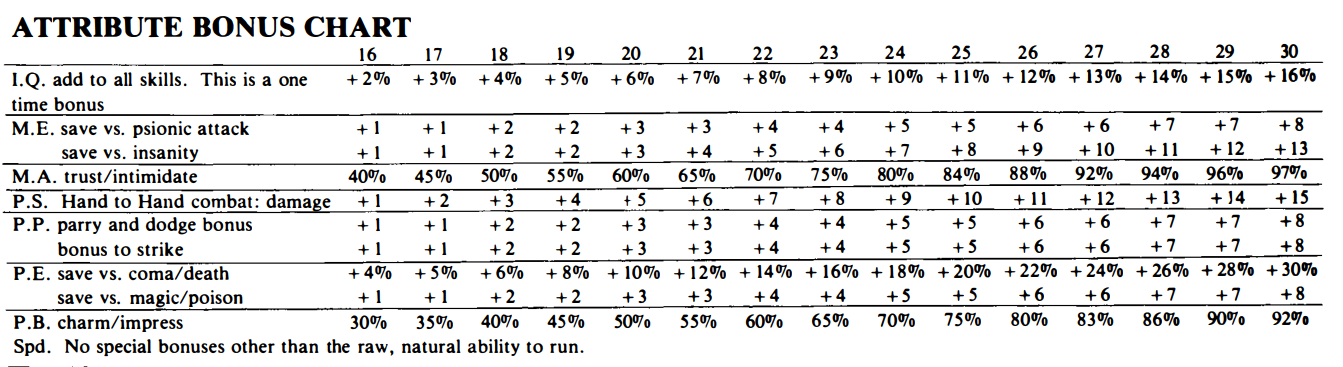 ATTRIBUTE BONUS CHART
16 17 18 19 20 21 22 23 24 25 26 27 28 29 30
I.Q. add to all skills. This is a one +2% +3% +4% +5% +6% +7% +8% +9% +10% +11% +12% +13% +14% +15% +16%
time bonus
M.E. save vs. psionic attack +1 +1 +2 +2 +3 +3 +4 +4 +5 +5 +6 +6 +7 +7 +8
save vs. insanity +1 +1 +2 +2 +3 +4 +5 +6 +7 +8 +9 +10 +11 +12 +13
M.A. trust/intimidate 40% 45% 50% 55% 60% 65% 70% 75% 80% 84% 88% 92% 94% 96% 97%
P.S. Hand to Hand combat: damage +1 +2 +3 +4 +5 +6 +7 +8 +9 +10 +11 +12 +13 +14 +15
P.P. parry and dodge bonus +1 +1 +2 +2 +3 +3 +4 +4 +5 +5 +6 +6 +7 +7 +8
bonus to strike +1 +1 +2 +2 +3 +3 +4 +4 +5 +5 +6 +6 +7 +7 +8
P.E. save vs. coma/death +4% +5% +6% +8% +10% +12% +14% +16% +18% +20% +22% +24% +26% +28% +30%
save vs. magic/poison +1 +1 +2 +2 +3 +3 +4 +4 +5 +5 +6 +6 +7 +7 +8
P.B. charm/impress 30% 35% 40% 45% 50% 55% 60% 65% 70% 75% 80% 83% 86% 90% 92%
Spd. No special bonuses other than the raw, natural ability to run.